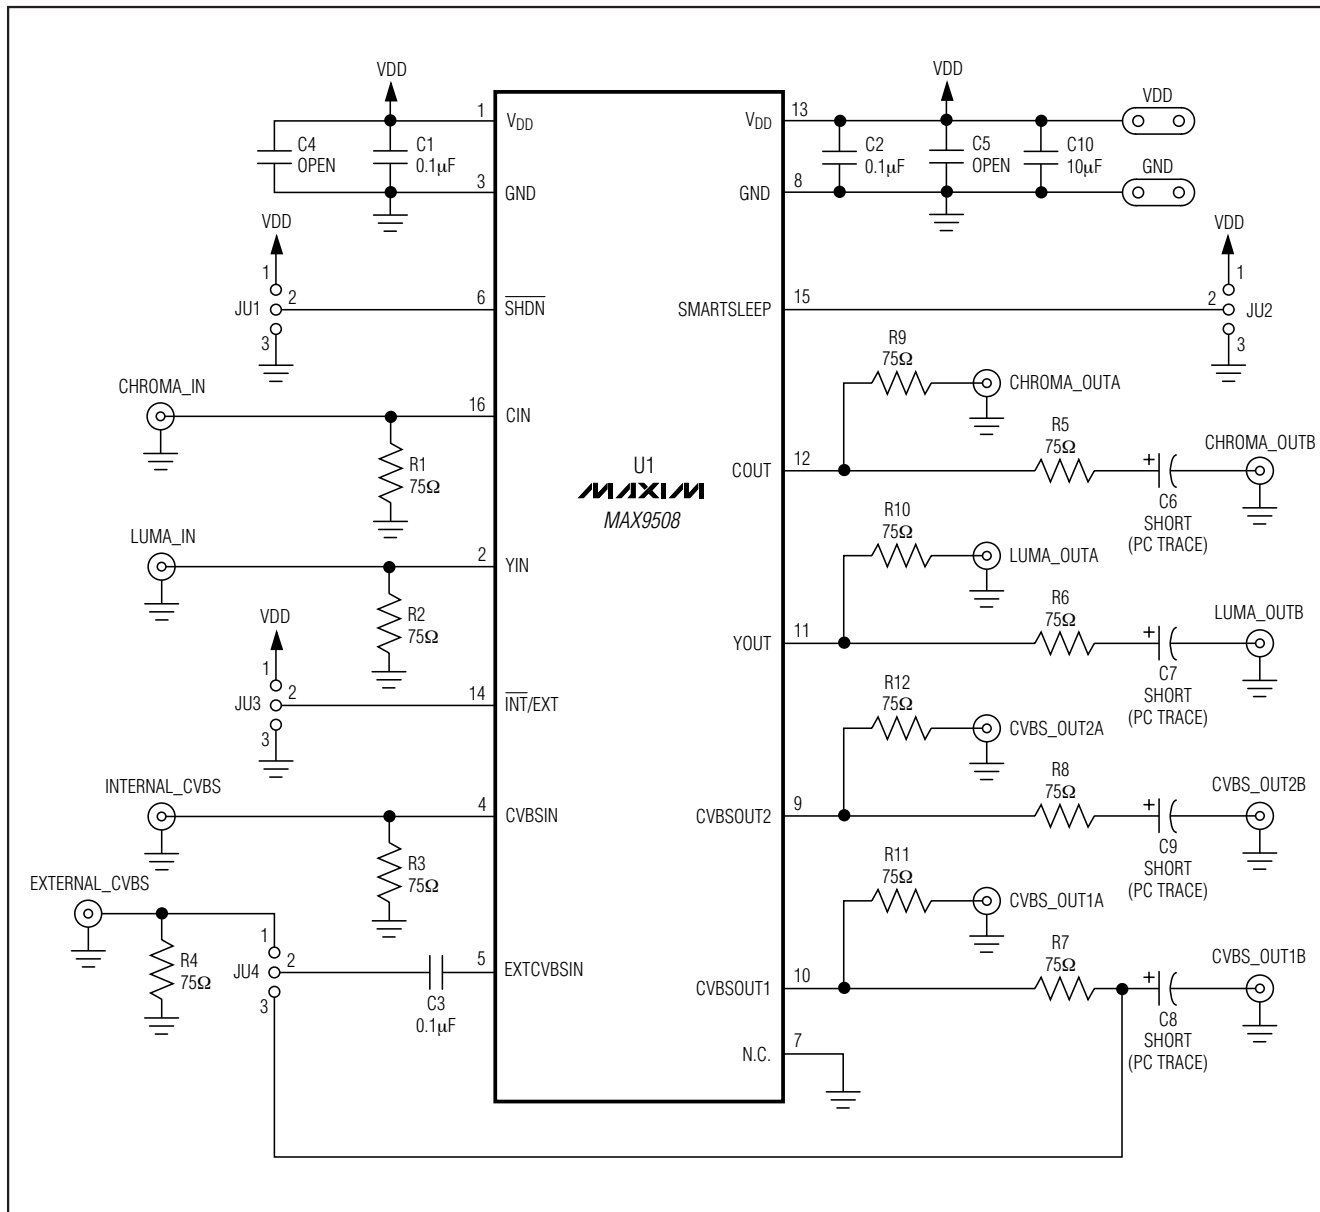 VDD
C4
OPEN
C1
0.1µF
1
VDD
3
GND
VDD
1
JU1
2
3
6
SHDN
CHROMA_IN
16
CIN
R1
75Ω
LUMA_IN
2
YIN
R2
75Ω
VDD
1
JU3
2
3
14
INT/EXT
INTERNAL_CVBS
4
CVBSIN
R3
75Ω
EXTERNAL_CVBS
R4
75Ω
1
JU4
2
3
C3
0.1µF
5
EXTCVBSIN
U1
MAXIM
MAX9508
VDD
13
VDD
C2
0.1µF
C5
OPEN
C10
10µF
VDD
GND
8
GND
VDD
1
2
JU2
3
15
SMARTSLEEP
R9
75Ω
CHROMA_OUTA
12
COUT
R5
75Ω
+
C6
SHORT
(PC TRACE)
CHROMA_OUTB
R10
75Ω
LUMA_OUTA
11
YOUT
R6
75Ω
+
C7
SHORT
(PC TRACE)
LUMA_OUTB
R12
75Ω
CVBS_OUT2A
9
CVBSOUT2
R8
75Ω
+
C9
SHORT
(PC TRACE)
CVBS_OUT2B
R11
75Ω
CVBS_OUT1A
10
CVBSOUT1
R7
75Ω
+
C8
SHORT
(PC TRACE)
CVBS_OUT1B
7
N.C.